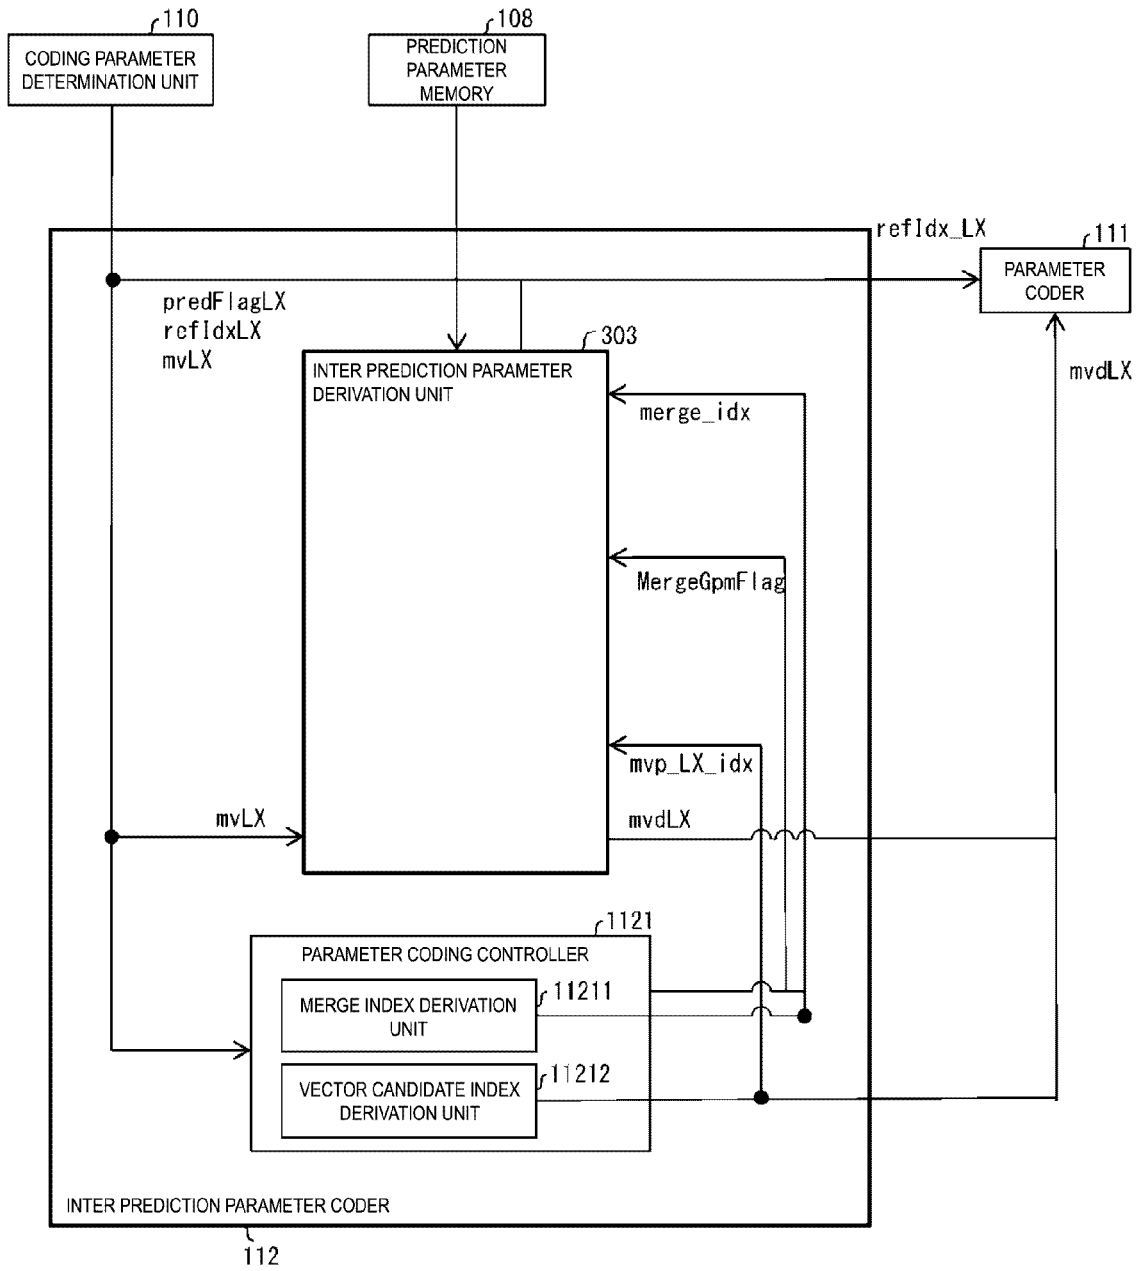 110
CODING PARAMETER
DETERMINATION UNIT
108
PREDICTION
PARAMETER
MEMORY
refIdx_LX
111
PARAMETER
CODER
predFlagLX
refIdxLX
mvLX
303
INTER PREDICTION PARAMETER
DERIVATION UNIT
mvdLX
merge_idx
MergeGpmFlag
mvp_LX_idx
mvLX
mvdLX
1121
PARAMETER CODING CONTROLLER
11211
MERGE INDEX DERIVATION
UNIT
11212
VECTOR CANDIDATE INDEX
DERIVATION UNIT
INTER PREDICTION PARAMETER CODER
112